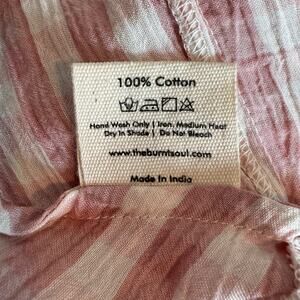 100% Cotton
Hand Wash Only | Iron, Medium Heat
Dry In Shade | Do Not Bleach
www.theburntsoul.com
Made In India